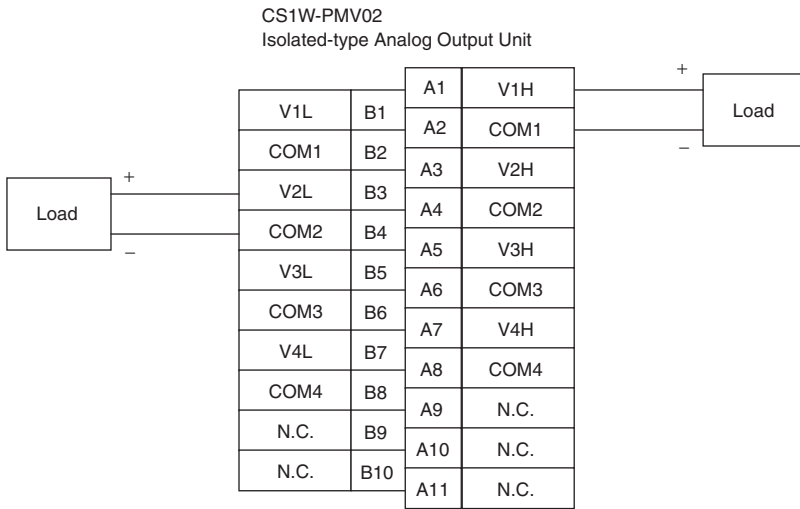 CS1W-PMV02
Isolated-type Analog Output Unit
A1 V1H
V1L B1
A2 COM1
COM1 B2
A3 V2H
V2L B3
A4 COM2
COM2 B4
A5 V3H
V3L B5
A6 COM3
COM3 B6
A7 V4H
V4L B7
A8 COM4
COM4 B8
A9 N.C.
N.C. B9
A10 N.C.
N.C. B10
A11 N.C.
+
Load
−
+
Load
−